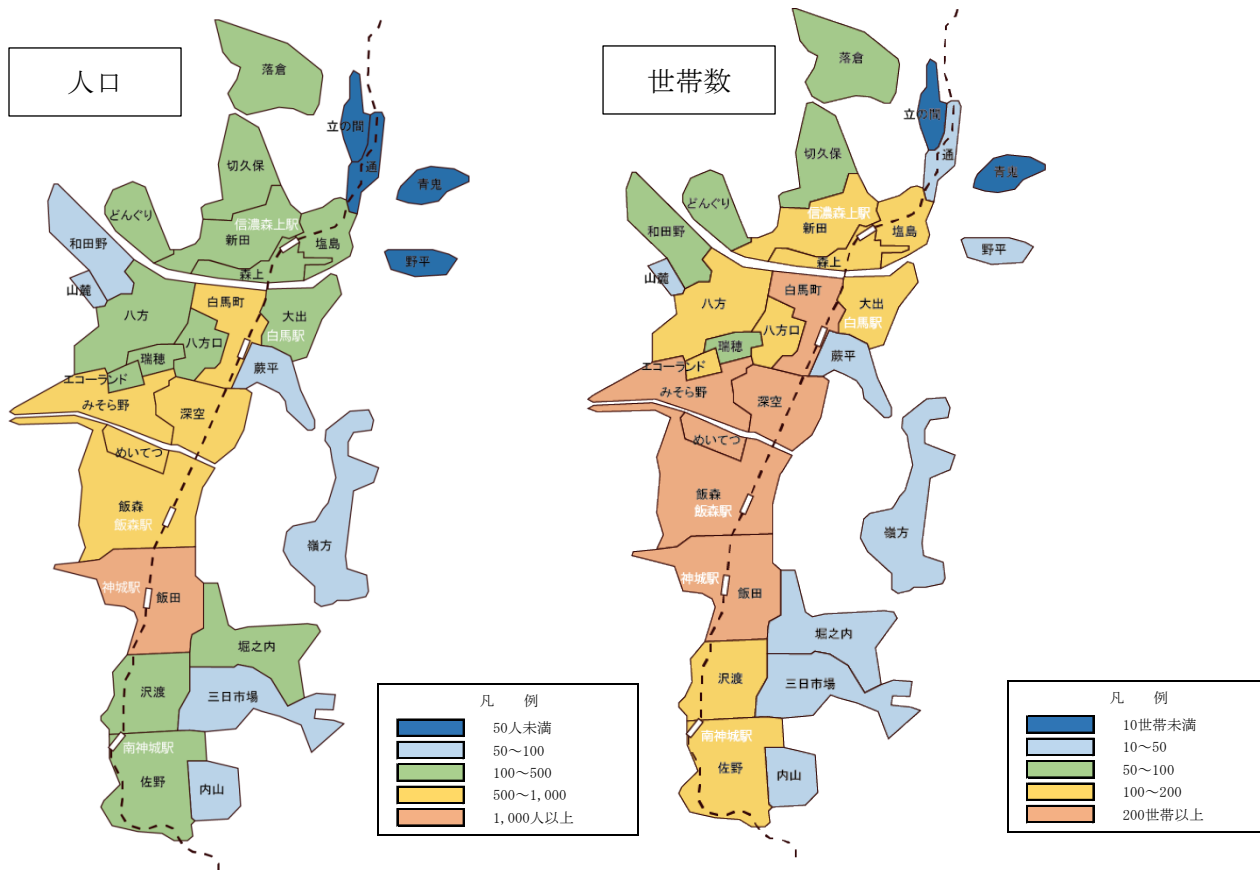 人口
落倉
立の間
通
切久保
青鬼
どんぐり
信濃森上駅
和田野
新田
塩島
野平
森上
山麓
白馬町
八方
大出
白馬駅
八方口
瑞穂
蕨平
エコーランド
みそら野
深空
めいてつ
飯森
飯森駅
嶺方
神城駅
飯田
堀之内
沢渡
三日市場
南神城駅
佐野
内山
凡 例
50人未満
50～100
100～500
500～1,000
1,000人以上
世帯数
落倉
立の間
通
切久保
青鬼
どんぐり
信濃森上駅
和田野
新田
塩島
野平
森上
山麓
白馬町
八方
大出
白馬駅
八方口
瑞穂
蕨平
エコーランド
みそら野
深空
めいてつ
飯森
飯森駅
嶺方
神城駅
飯田
堀之内
沢渡
三日市場
南神城駅
佐野
内山
凡 例
10世帯未満
10～50
50～100
100～200
200世帯以上